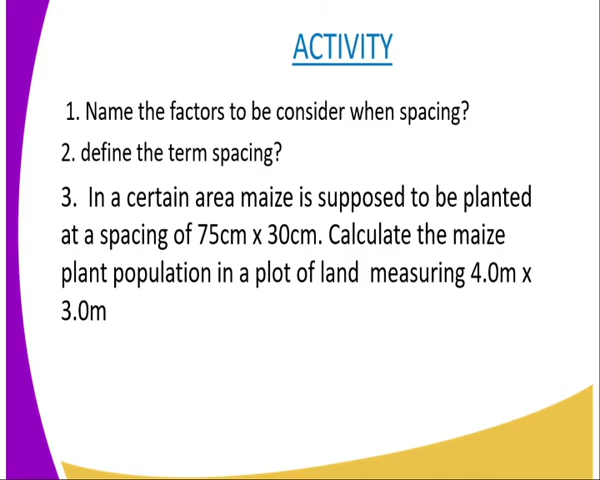 ACTIVITY
1. Name the factors to be consider when spacing?
2. define the term spacing?
3. In a certain area maize is supposed to be planted
at a spacing of 75cm x 30cm. Calculate the maize
plant population in a plot of land measuring 4.0m x
3.0m